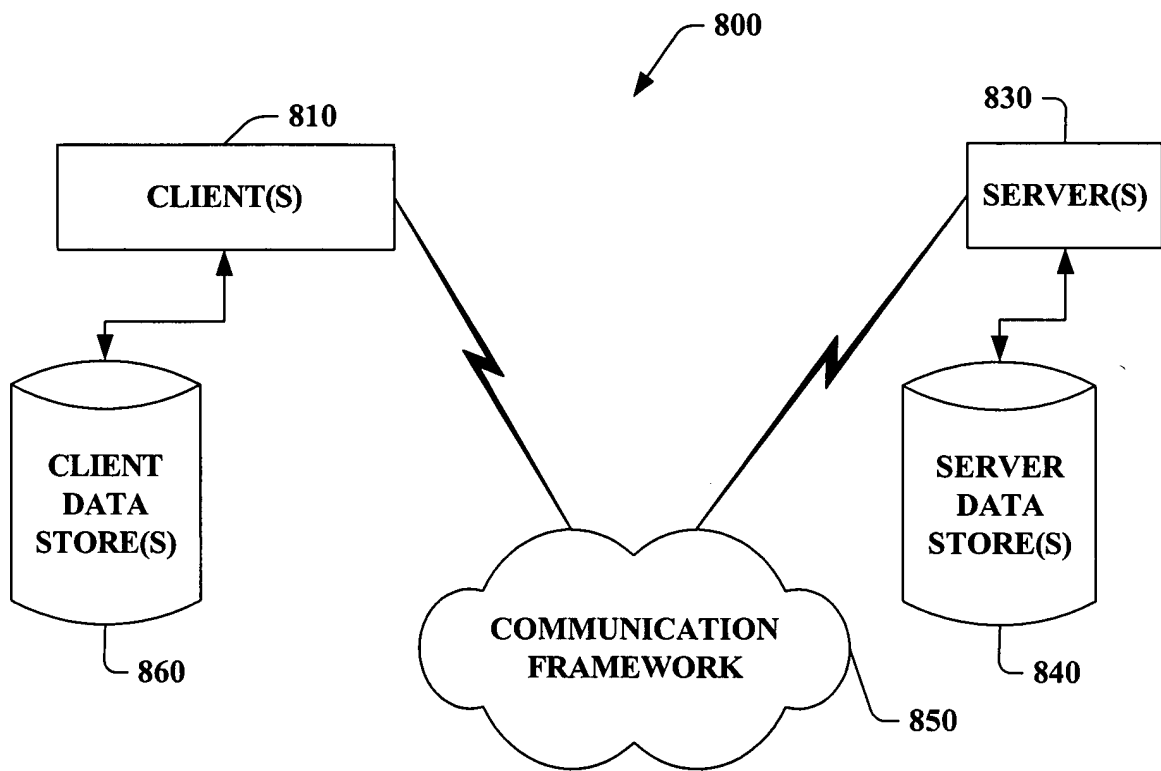 800
810
830
CLIENT(S)
SERVER(S)
CLIENT
DATA
STORE(S)
SERVER
DATA
STORE(S)
COMMUNICATION
FRAMEWORK
860
840
850